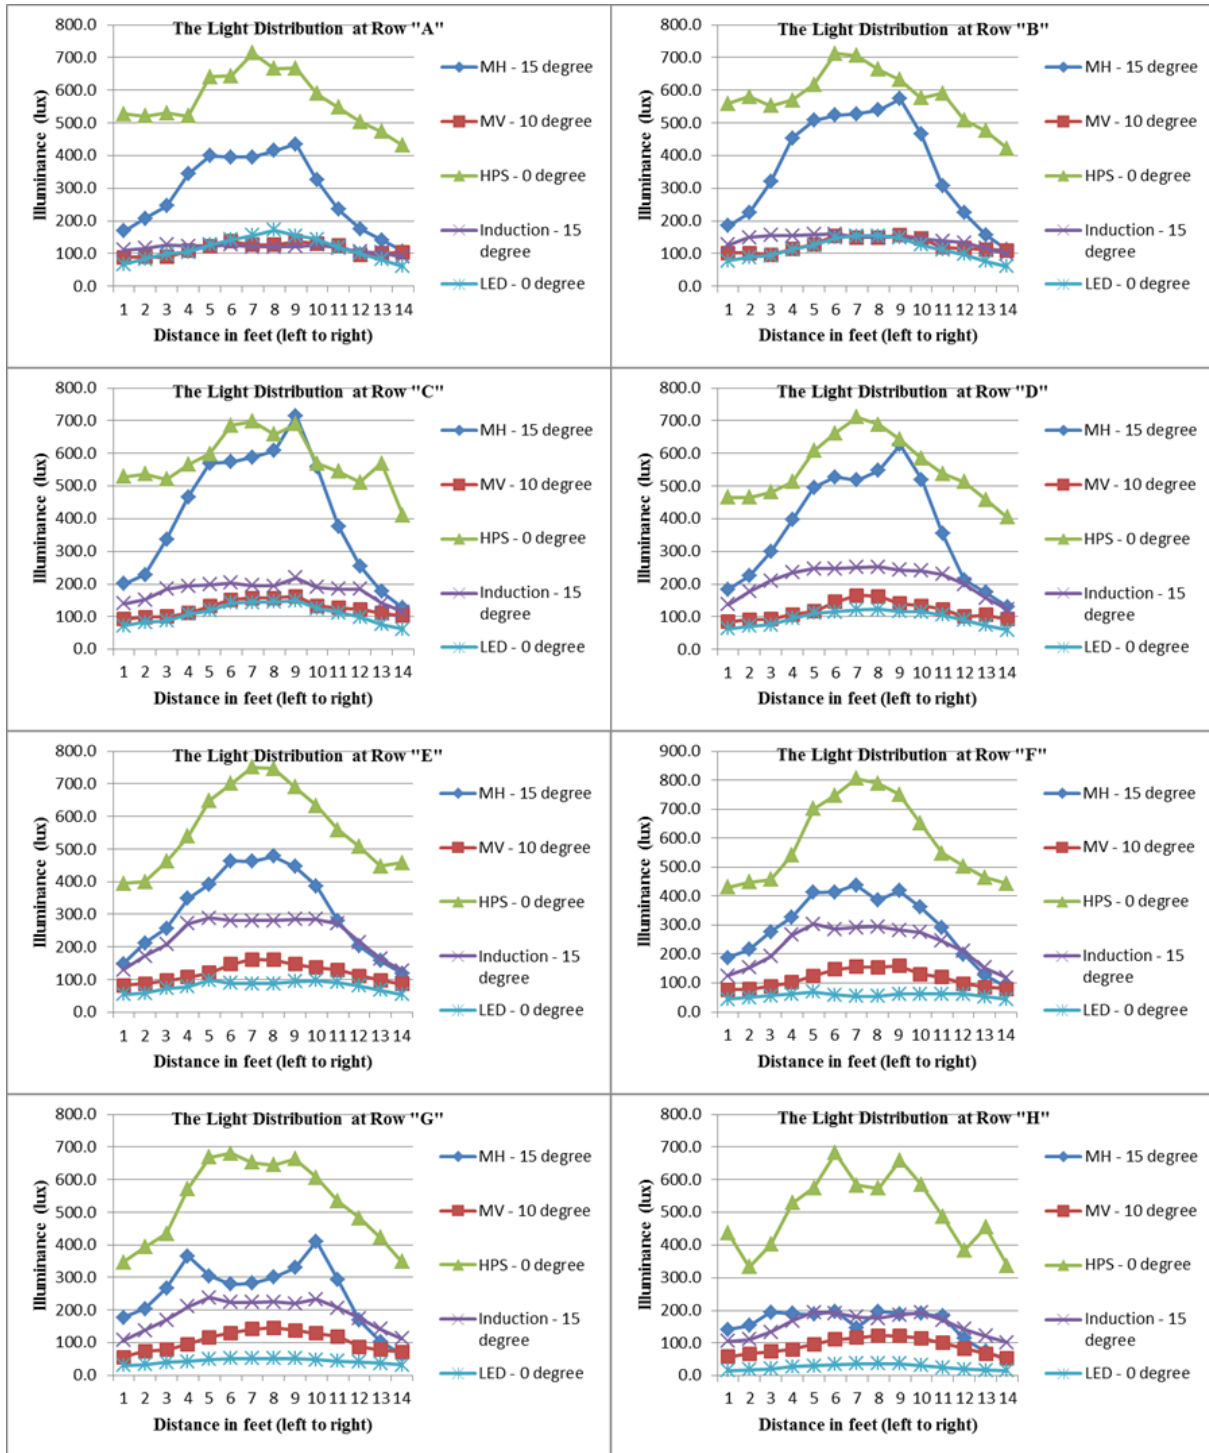 The Light Distribution at Row "A"
800.0
700.0
600.0
500.0
400.0
300.0
200.0
100.0
0.0
Illuminance (lux)
1 2 3 4 5 6 7 8 9 10 11 12 13 14
Distance in feet (left to right)
MH - 15 degree
MV - 10 degree
HPS - 0 degree
Induction - 15
degree
LED - 0 degree
The Light Distribution at Row "B"
800.0
700.0
600.0
500.0
400.0
300.0
200.0
100.0
0.0
Illuminance (lux)
1 2 3 4 5 6 7 8 9 10 11 12 13 14
Distance in feet (left to right)
MH - 15 degree
MV - 10 degree
HPS - 0 degree
Induction - 15
degree
LED - 0 degree
The Light Distribution at Row "C"
800.0
700.0
600.0
500.0
400.0
300.0
200.0
100.0
0.0
Illuminance (lux)
1 2 3 4 5 6 7 8 9 10 11 12 13 14
Distance in feet (left to right)
MH - 15 degree
MV - 10 degree
HPS - 0 degree
Induction - 15
degree
LED - 0 degree
The Light Distribution at Row "D"
800.0
700.0
600.0
500.0
400.0
300.0
200.0
100.0
0.0
Illuminance (lux)
1 2 3 4 5 6 7 8 9 10 11 12 13 14
Distance in feet (left to right)
MH - 15 degree
MV - 10 degree
HPS - 0 degree
Induction - 15
degree
LED - 0 degree
The Light Distribution at Row "E"
800.0
700.0
600.0
500.0
400.0
300.0
200.0
100.0
0.0
Illuminance (lux)
1 2 3 4 5 6 7 8 9 10 11 12 13 14
Distance in feet (left to right)
MH - 15 degree
MV - 10 degree
HPS - 0 degree
Induction - 15
degree
LED - 0 degree
The Light Distribution at Row "F"
900.0
800.0
700.0
600.0
500.0
400.0
300.0
200.0
100.0
0.0
Illuminance (lux)
1 2 3 4 5 6 7 8 9 10 11 12 13 14
Distance in feet (left to right)
MH - 15 degree
MV - 10 degree
HPS - 0 degree
Induction - 15
degree
LED - 0 degree
The Light Distribution at Row "G"
800.0
700.0
600.0
500.0
400.0
300.0
200.0
100.0
0.0
Illuminance (lux)
1 2 3 4 5 6 7 8 9 10 11 12 13 14
Distance in feet (left to right)
MH - 15 degree
MV - 10 degree
HPS - 0 degree
Induction - 15
degree
LED - 0 degree
The Light Distribution at Row "H"
800.0
700.0
600.0
500.0
400.0
300.0
200.0
100.0
0.0
Illuminance (lux)
1 2 3 4 5 6 7 8 9 10 11 12 13 14
Distance in feet (left to right)
MH - 15 degree
MV - 10 degree
HPS - 0 degree
Induction - 15
degree
LED - 0 degree